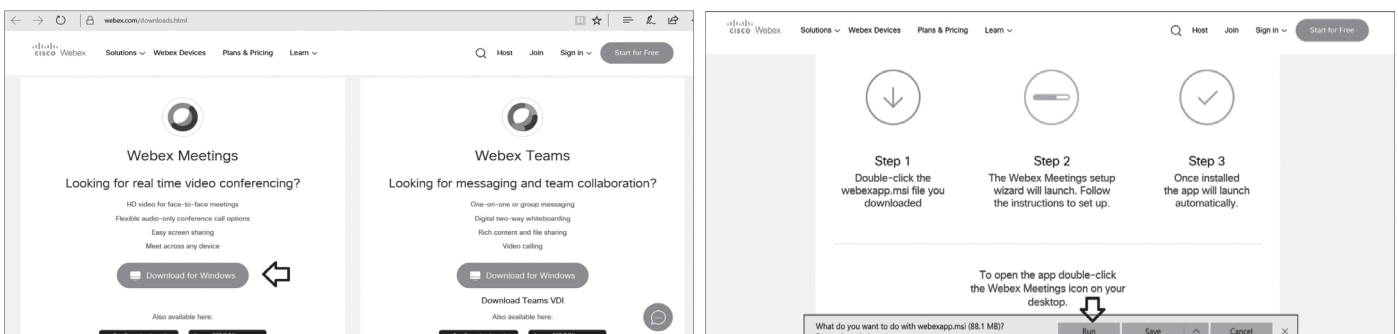 webex.com/downloads.html
CISCO Webex Solutions Webex Devices Plans & Pricing Learn Host Join Sign in Start for Free
Webex Meetings
Looking for real time video conferencing?
HD video for face-to-face meetings
Flexible audio-only conference call options
Easy screen sharing
Meet across any device
Download for Windows
Also available here:
Webex Teams
Looking for messaging and team collaboration?
One-on-one or group messaging
Digital two-way whiteboarding
Rich content and file sharing
Video calling
Download for Windows
Download Teams VDI
Also available here:
CISCO Webex Solutions Webex Devices Plans & Pricing Learn Host Join Sign in Start for Free
Step 1
Double-click the
webexapp.msi file you
downloaded
Step 2
The Webex Meetings setup
wizard will launch. Follow
the instructions to set up.
Step 3
Once installed
the app will launch
automatically.
To open the app double-click
the Webex Meetings icon on your
desktop.
What do you want to do with webexapp.msi (88.1 MB)?
Run Save Cancel